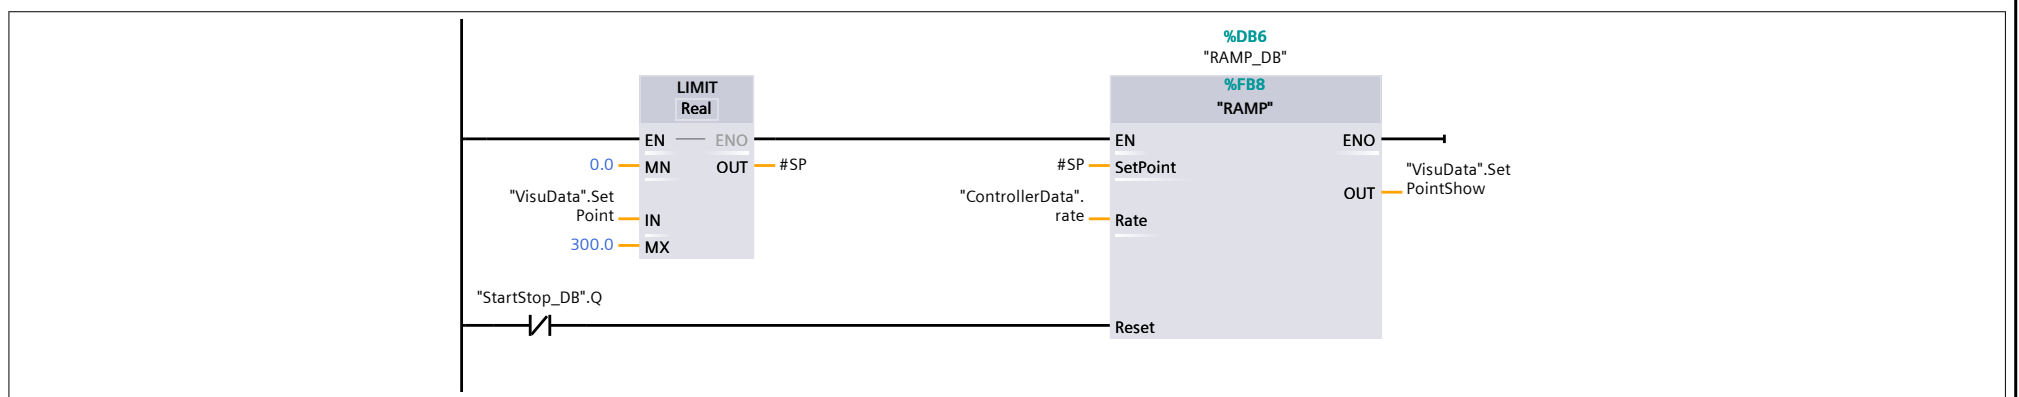 %DB6
"RAMP_DB"
LIMIT
Real
%FB8
"RAMP"
EN
ENO
EN
ENO
0.0
MN
OUT
#SP
#SP
SetPoint
"VisuData".Set
Point
IN
"ControllerData".
rate
Rate
OUT
"VisuData".Set
PointShow
300.0
MX
"StartStop_DB".Q
Reset